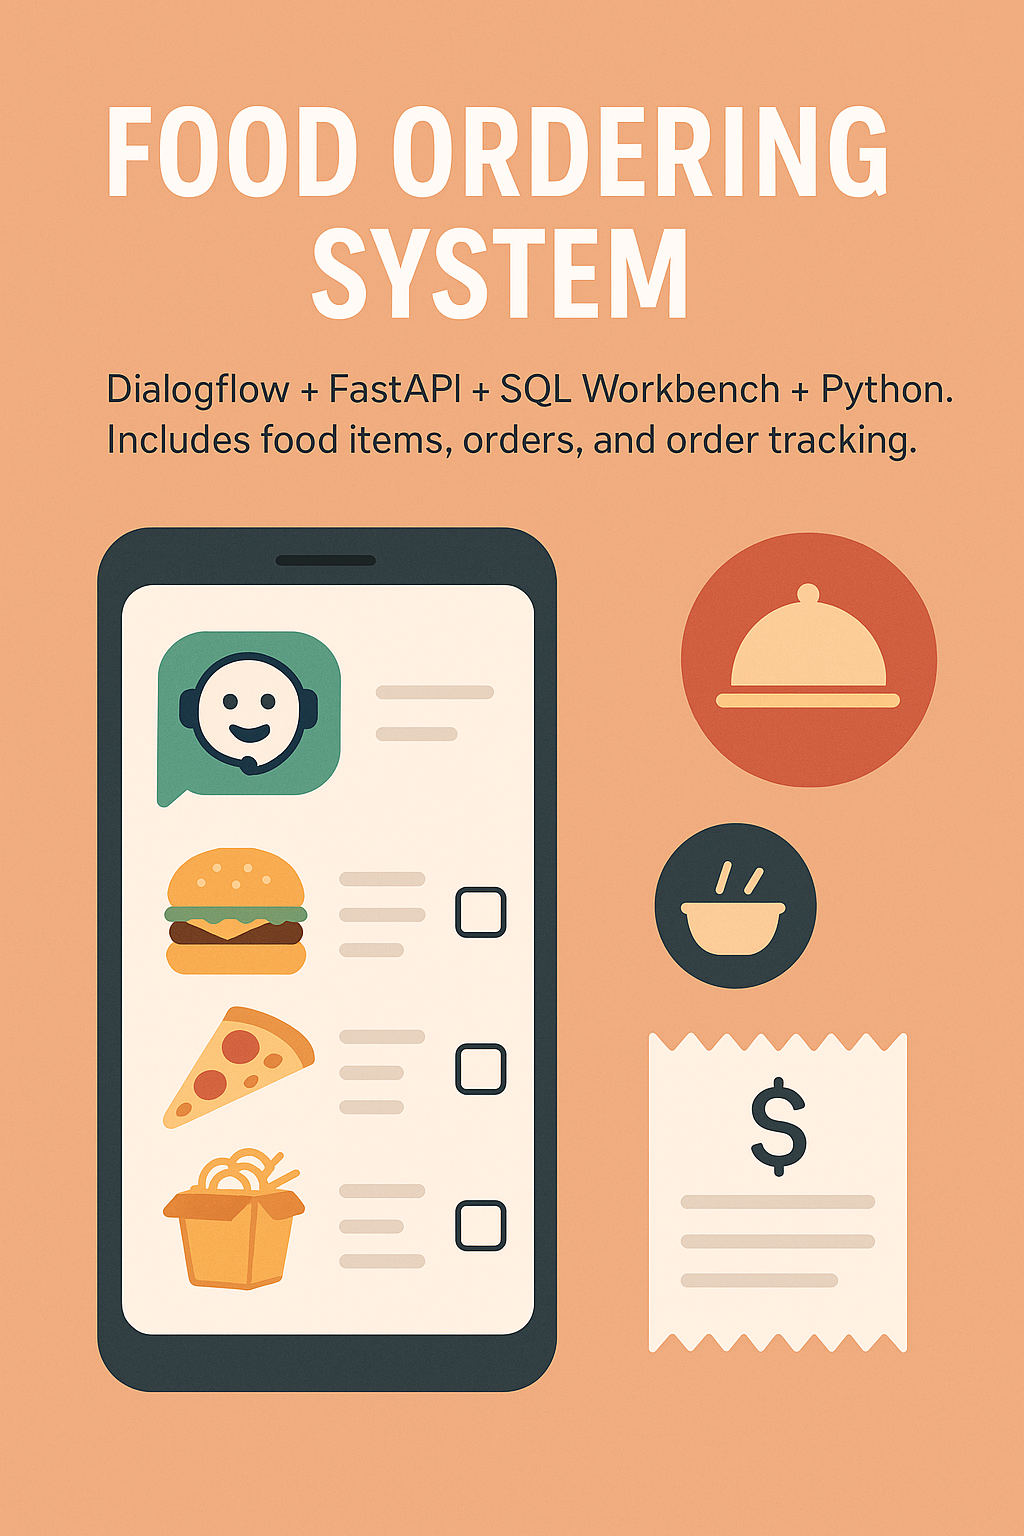 FOOD ORDERING
SYSTEM
Dialogflow + FastAPI + SQL Workbench + Python.
Includes food items, orders, and order tracking.
$